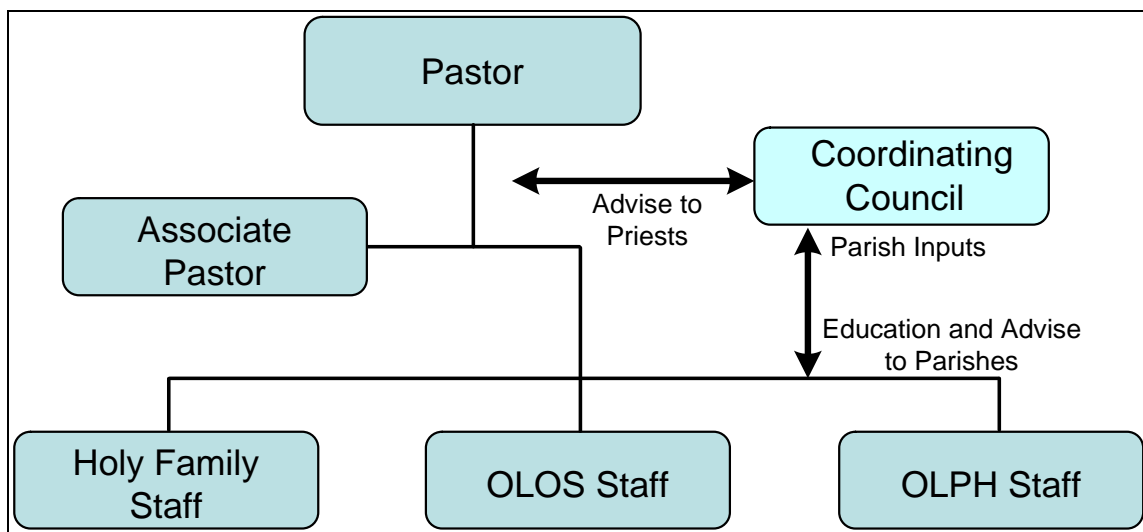 Pastor
Coordinating
Council
Advise to
Priests
Associate
Pastor
Parish Inputs
Education and Advise
to Parishes
Holy Family
Staff
OLOS Staff
OLPH Staff